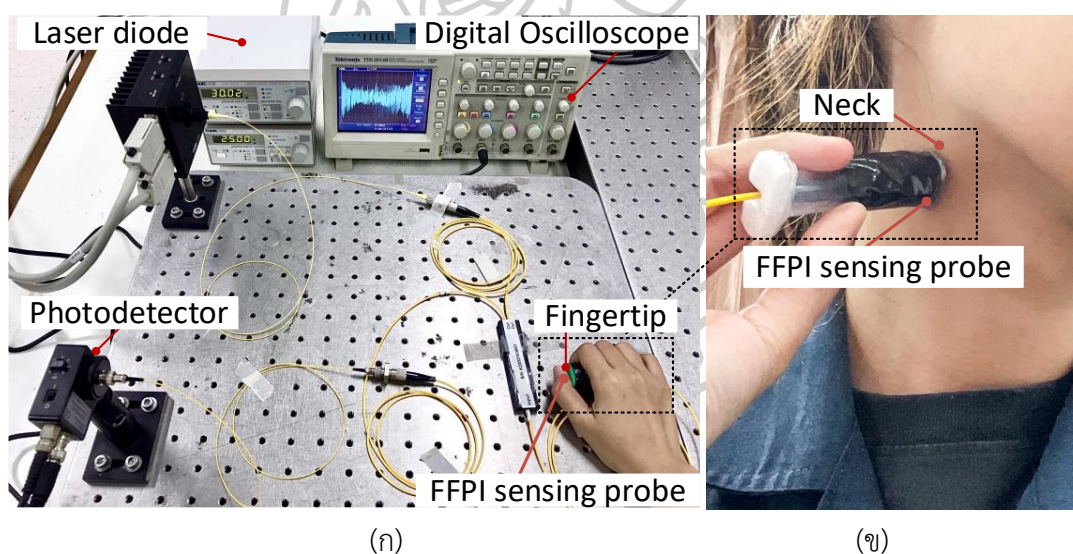 Laser diode
Digital Oscilloscope
Tektronix
30.02
25.00
Neck
FFPI sensing probe
Photodetector
Fingertip
FFPI sensing probe
(ก)
(ข)